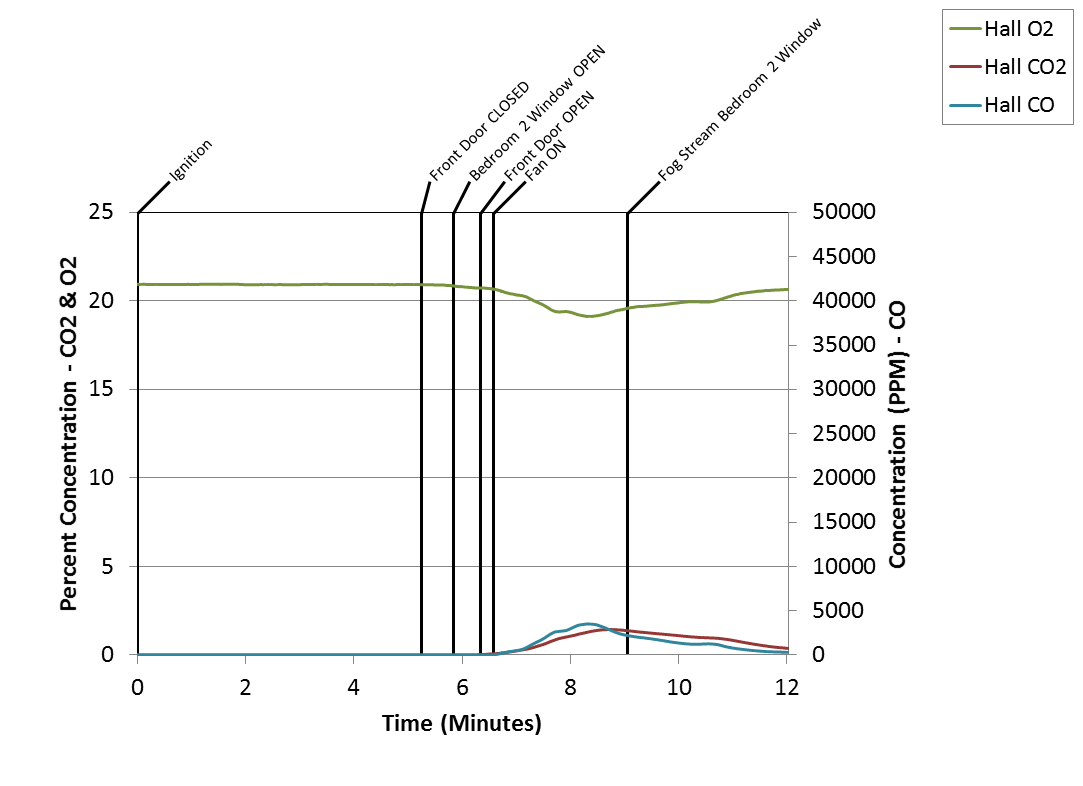 Hall O2
Hall CO2
Hall CO
Ignition
Front Door CLOSED
Bedroom 2 Window OPEN
Front Door OPEN
Fan ON
Fog Stream Bedroom 2 Window
Percent Concentration - CO2 & O2
25
20
15
10
5
0
50000
45000
40000
35000
30000
25000
20000
15000
10000
5000
0
Concentration (PPM) - CO
0 2 4 6 8 10 12
Time (Minutes)